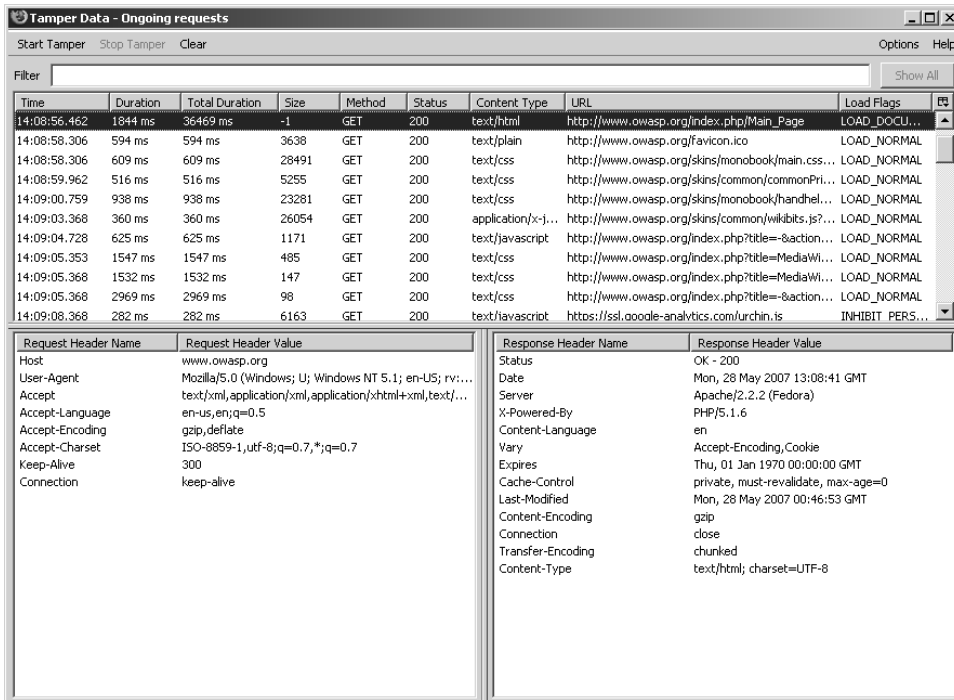 Tamper Data - Ongoing requests
Start Tamper Stop Tamper Clear Options Help
Filter Show All
Time Duration Total Duration Size Method Status Content Type URL Load Flags
14:08:56.462 1844 ms 36469 ms -1 GET 200 text/html http://www.owasp.org/index.php/Main_Page LOAD_DOCU...
14:08:58.306 594 ms 594 ms 3638 GET 200 text/plain http://www.owasp.org/favicon.ico LOAD_NORMAL
14:08:58.306 609 ms 609 ms 28491 GET 200 text/css http://www.owasp.org/skins/monobook/main.css... LOAD_NORMAL
14:08:59.962 516 ms 516 ms 5255 GET 200 text/css http://www.owasp.org/skins/common/commonPri... LOAD_NORMAL
14:09:00.759 938 ms 938 ms 23281 GET 200 text/css http://www.owasp.org/skins/monobook/handhel... LOAD_NORMAL
14:09:03.368 360 ms 360 ms 26054 GET 200 application/x-j... http://www.owasp.org/skins/common/wikibits.js?... LOAD_NORMAL
14:09:04.728 625 ms 625 ms 1171 GET 200 text/javascript http://www.owasp.org/index.php?title=-&action... LOAD_NORMAL
14:09:05.353 1547 ms 1547 ms 485 GET 200 text/css http://www.owasp.org/index.php?title=MediaWi... LOAD_NORMAL
14:09:05.368 1532 ms 1532 ms 147 GET 200 text/css http://www.owasp.org/index.php?title=MediaWi... LOAD_NORMAL
14:09:05.368 2969 ms 2969 ms 98 GET 200 text/css http://www.owasp.org/index.php?title=-&action... LOAD_NORMAL
14:09:08.368 282 ms 282 ms 6163 GET 200 text/javascript https://ssl.google-analytics.com/urchin.js INHIBIT_PERS...
Request Header Name Request Header Value
Host www.owasp.org
User-Agent Mozilla/5.0 (Windows; U; Windows NT 5.1; en-US; rv:...
Accept text/xml,application/xml,application/xhtml+xml,text/...
Accept-Language en-us,en;q=0.5
Accept-Encoding gzip,deflate
Accept-Charset ISO-8859-1,utf-8;q=0.7,*;q=0.7
Keep-Alive 300
Connection keep-alive
Response Header Name Response Header Value
Status OK - 200
Date Mon, 28 May 2007 13:08:41 GMT
Server Apache/2.2.2 (Fedora)
X-Powered-By PHP/5.1.6
Content-Language en
Vary Accept-Encoding,Cookie
Expires Thu, 01 Jan 1970 00:00:00 GMT
Cache-Control private, must-revalidate, max-age=0
Last-Modified Mon, 28 May 2007 00:46:53 GMT
Content-Encoding gzip
Connection close
Transfer-Encoding chunked
Content-Type text/html; charset=UTF-8